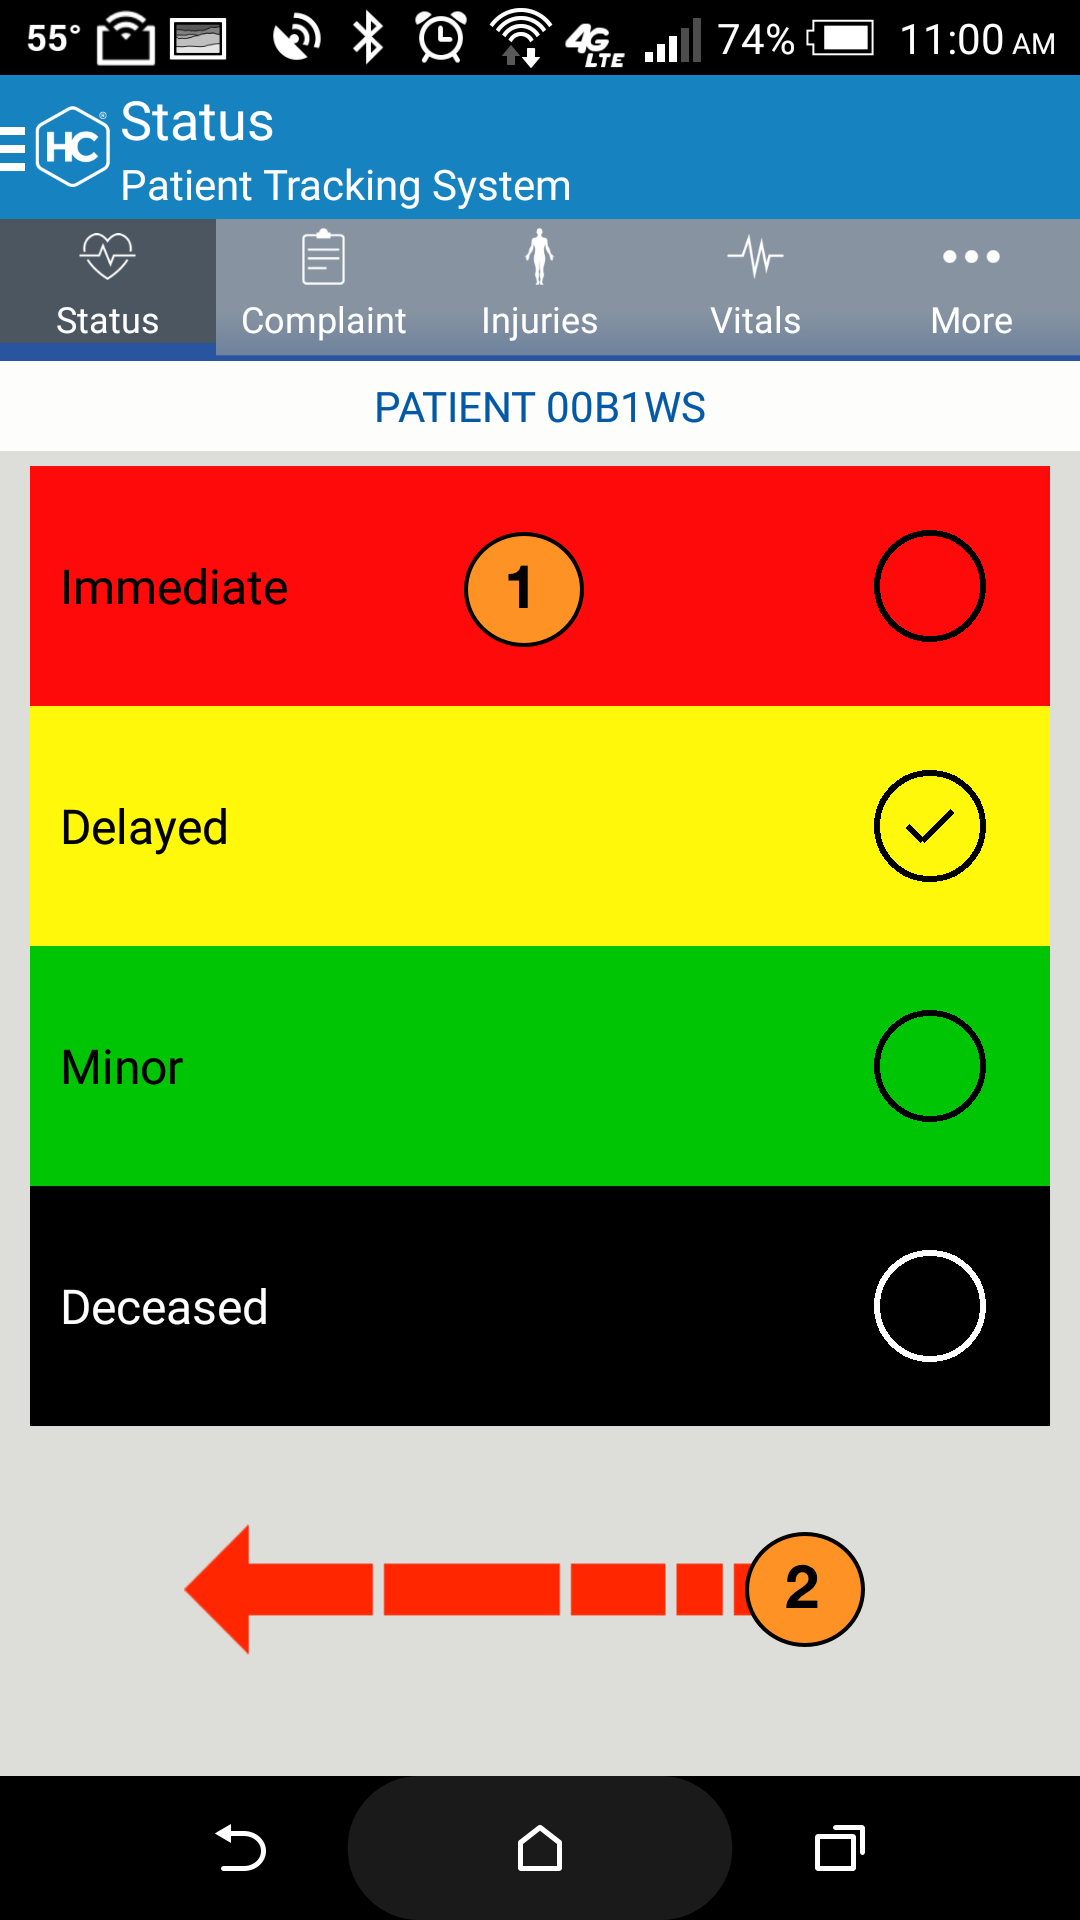 55° 4G LTE 74% 11:00 AM
HC®
Status
Patient Tracking System
Status Complaint Injuries Vitals More
PATIENT 00B1WS
Immediate 1
Delayed
Minor
Deceased
2